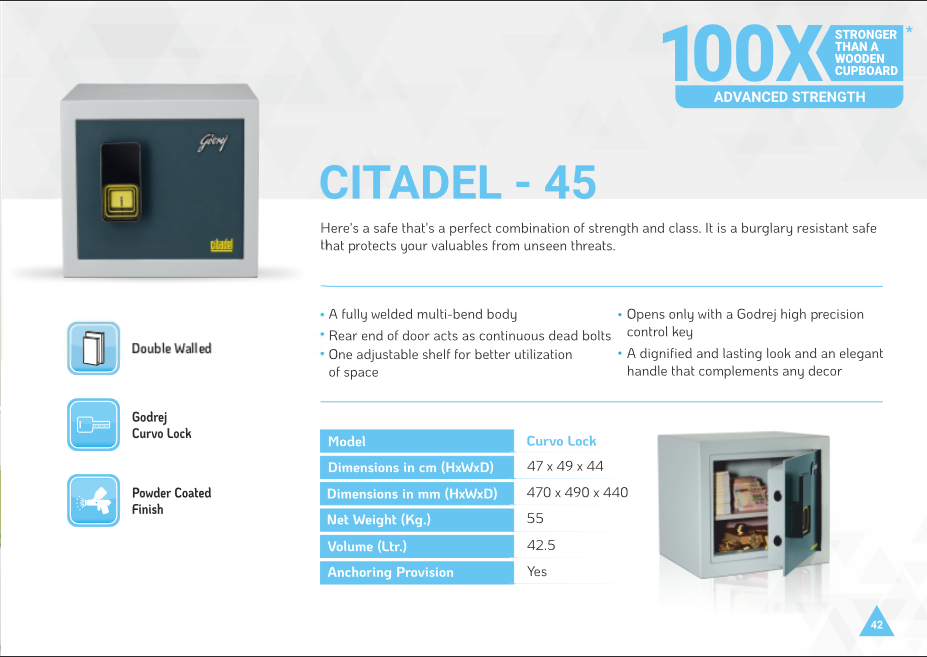 100X
STRONGER
THAN A
WOODEN
CUPBOARD
*
ADVANCED STRENGTH
Godrej
citadel
CITADEL - 45
Here's a safe that's a perfect combination of strength and class. It is a burglary resistant safe
that protects your valuables from unseen threats.
• A fully welded multi-bend body
• Rear end of door acts as continuous dead bolts
• One adjustable shelf for better utilization
of space
• Opens only with a Godrej high precision
control key
• A dignified and lasting look and an elegant
handle that complements any decor
Double Walled
Godrej
Curvo Lock
Powder Coated
Finish
Model Curvo Lock
Dimensions in cm (HxWxD) 47 x 49 x 44
Dimensions in mm (HxWxD) 470 x 490 x 440
Net Weight (Kg.) 55
Volume (Ltr.) 42.5
Anchoring Provision Yes
42